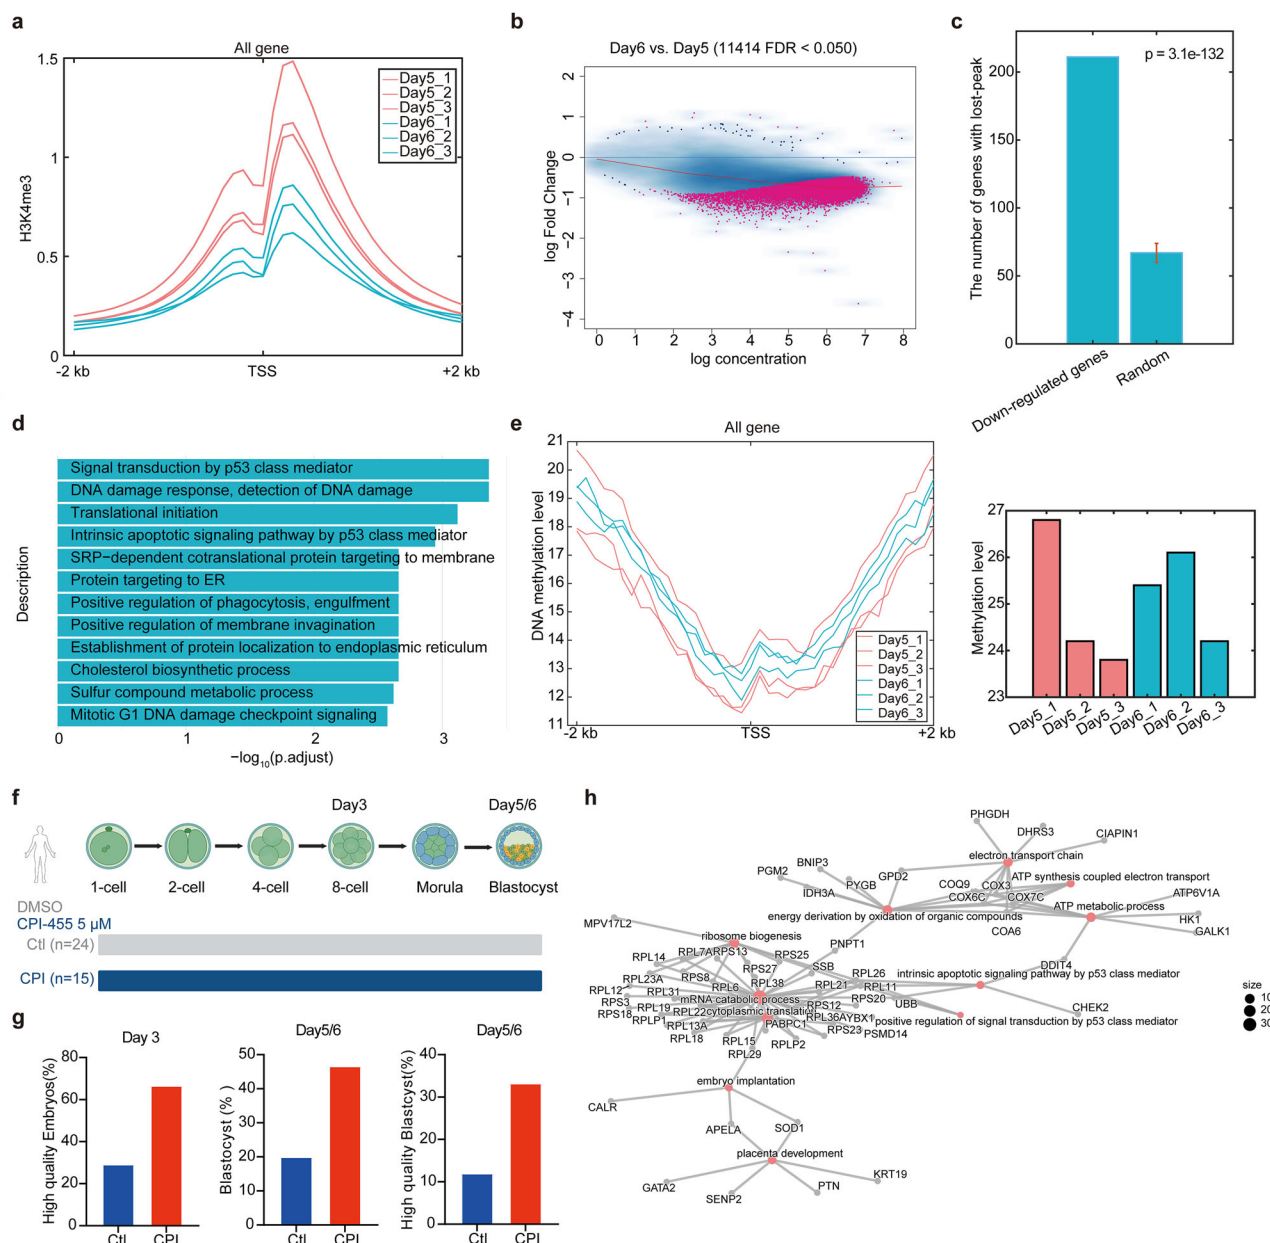 a
All gene
H3K4me3
1.5
1
0.5
0
-2 kb
TSS
+2 kb
Day5_1
Day5_2
Day5_3
Day6_1
Day6_2
Day6_3
b
Day6 vs. Day5 (11414 FDR < 0.050)
log Fold Change
2
1
0
-1
-2
-3
-4
0 1 2 3 4 5 6 7 8
log concentration
c
p = 3.1e-132
The number of genes with lost-peak
200
150
100
50
0
Down-regulated genes
Random
d
Description
Signal transduction by p53 class mediator
DNA damage response, detection of DNA damage
Translational initiation
Intrinsic apoptotic signaling pathway by p53 class mediator
SRP−dependent cotranslational protein targeting to membrane
Protein targeting to ER
Positive regulation of phagocytosis, engulfment
Positive regulation of membrane invagination
Establishment of protein localization to endoplasmic reticulum
Cholesterol biosynthetic process
Sulfur compound metabolic process
Mitotic G1 DNA damage checkpoint signaling
0 1 2 3
−log10(p.adjust)
e
All gene
DNA methylation level
21
20
19
18
17
16
15
14
13
12
11
-2 kb
TSS
+2 kb
Day5_1
Day5_2
Day5_3
Day6_1
Day6_2
Day6_3
Methylation level
27
26
25
24
23
Day5_1
Day5_2
Day5_3
Day6_1
Day6_2
Day6_3
f
Day3
Day5/6
1-cell
2-cell
4-cell
8-cell
Morula
Blastocyst
DMSO
CPI-455 5 µM
Ctl (n=24)
CPI (n=15)
g
Day 3
High quality Embryos(%)
80
60
40
20
0
Ctl
CPI
Day5/6
Blastocyst (%)
50
40
30
20
10
0
Ctl
CPI
Day5/6
High quality Blastcyst(%)
40
30
20
10
0
Ctl
CPI
h
PHGDH
DHRS3
CIAPIN1
electron transport chain
BNIP3
PGM2
GPD2
PYGB
IDH3A
COQ9
COX3
ATP synthesis coupled electron transport
COX6C
COX7C
ATP6V1A
ATP metabolic process
energy derivation by oxidation of organic compounds
HK1
MPV17L2
COA6
GALK1
ribosome biogenesis
PNPT1
RPL7A
RPS13
RPS25
RPL14
DDIT4
RPS27
SSB
RPL26
intrinsic apoptotic signaling pathway by p53 class mediator
RPL23A
RPS8
RPL38
RPL21
RPL11
RPL12
RPL31
RPL6
mRNA catabolic process
RPS3
RPS12
RPS20
UBB
CHEK2
RPL19
RPL22
cytoplasmic translation
RPS18
RPLP1
RPL13A
PABPC1
RPL36A
YBX1
positive regulation of signal transduction by p53 class mediator
RPL18
RPL15
RPLP2
RPS23
PSMD14
RPL29
size
10
20
30
embryo implantation
CALR
APELA
SOD1
placenta development
GATA2
SENP2
PTN
KRT19